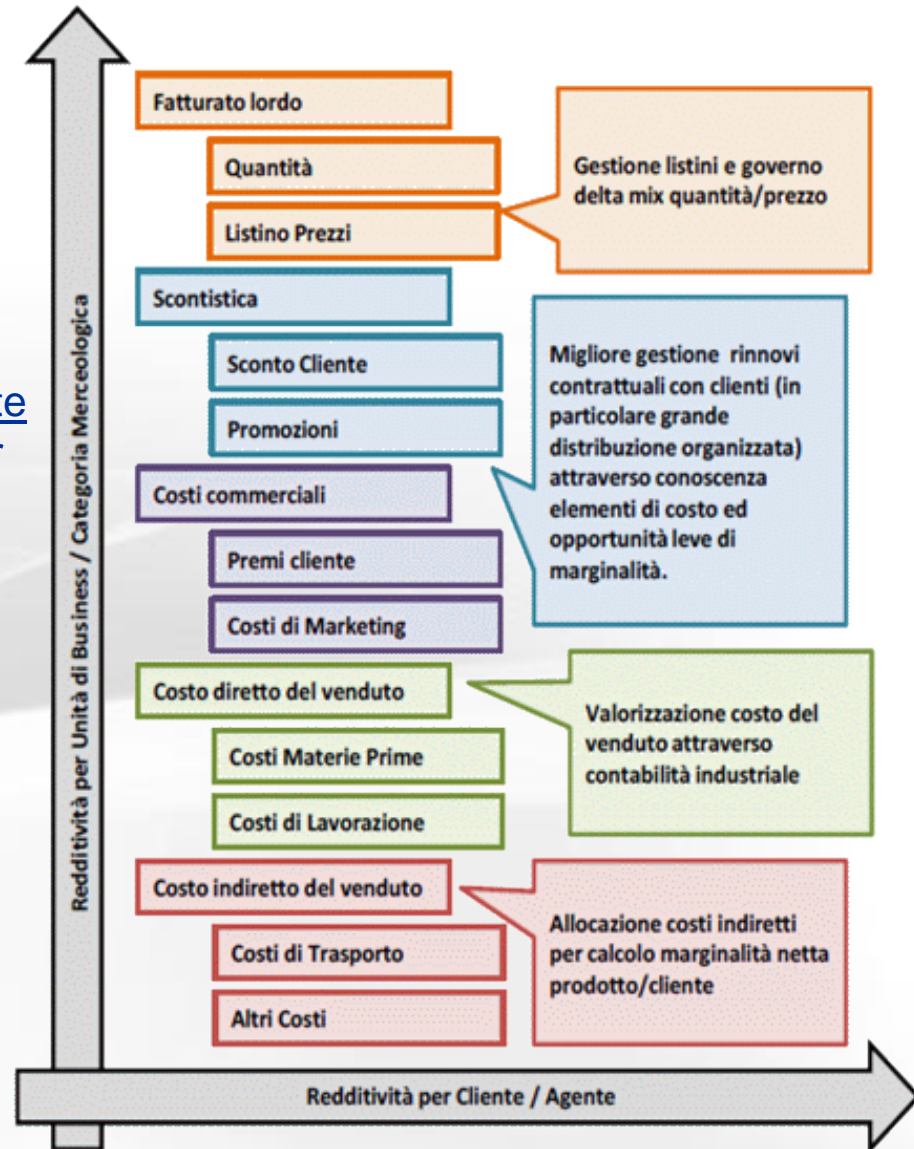 Fatturato lordo
Quantità
Listino Prezzi
Gestione listini e governo
delta mix quantità/prezzo
Scontistica
Sconto Cliente
Promozioni
Costi commerciali
Premi cliente
Costi di Marketing
Migliore gestione rinnovi
contrattuali con clienti (in
particolare grande
distribuzione organizzata)
attraverso conoscenza
elementi di costo ed
opportunità leve di
marginalità.
Costo diretto del venduto
Costi Materie Prime
Costi di Lavorazione
Valorizzazione costo del
venduto attraverso
contabilità industriale
Costo indiretto del venduto
Costi di Trasporto
Altri Costi
Allocazione costi indiretti
per calcolo marginalità netta
prodotto/cliente
Redditività per Unità di Business / Categoria Merceologica
Redditività per Cliente / Agente
te